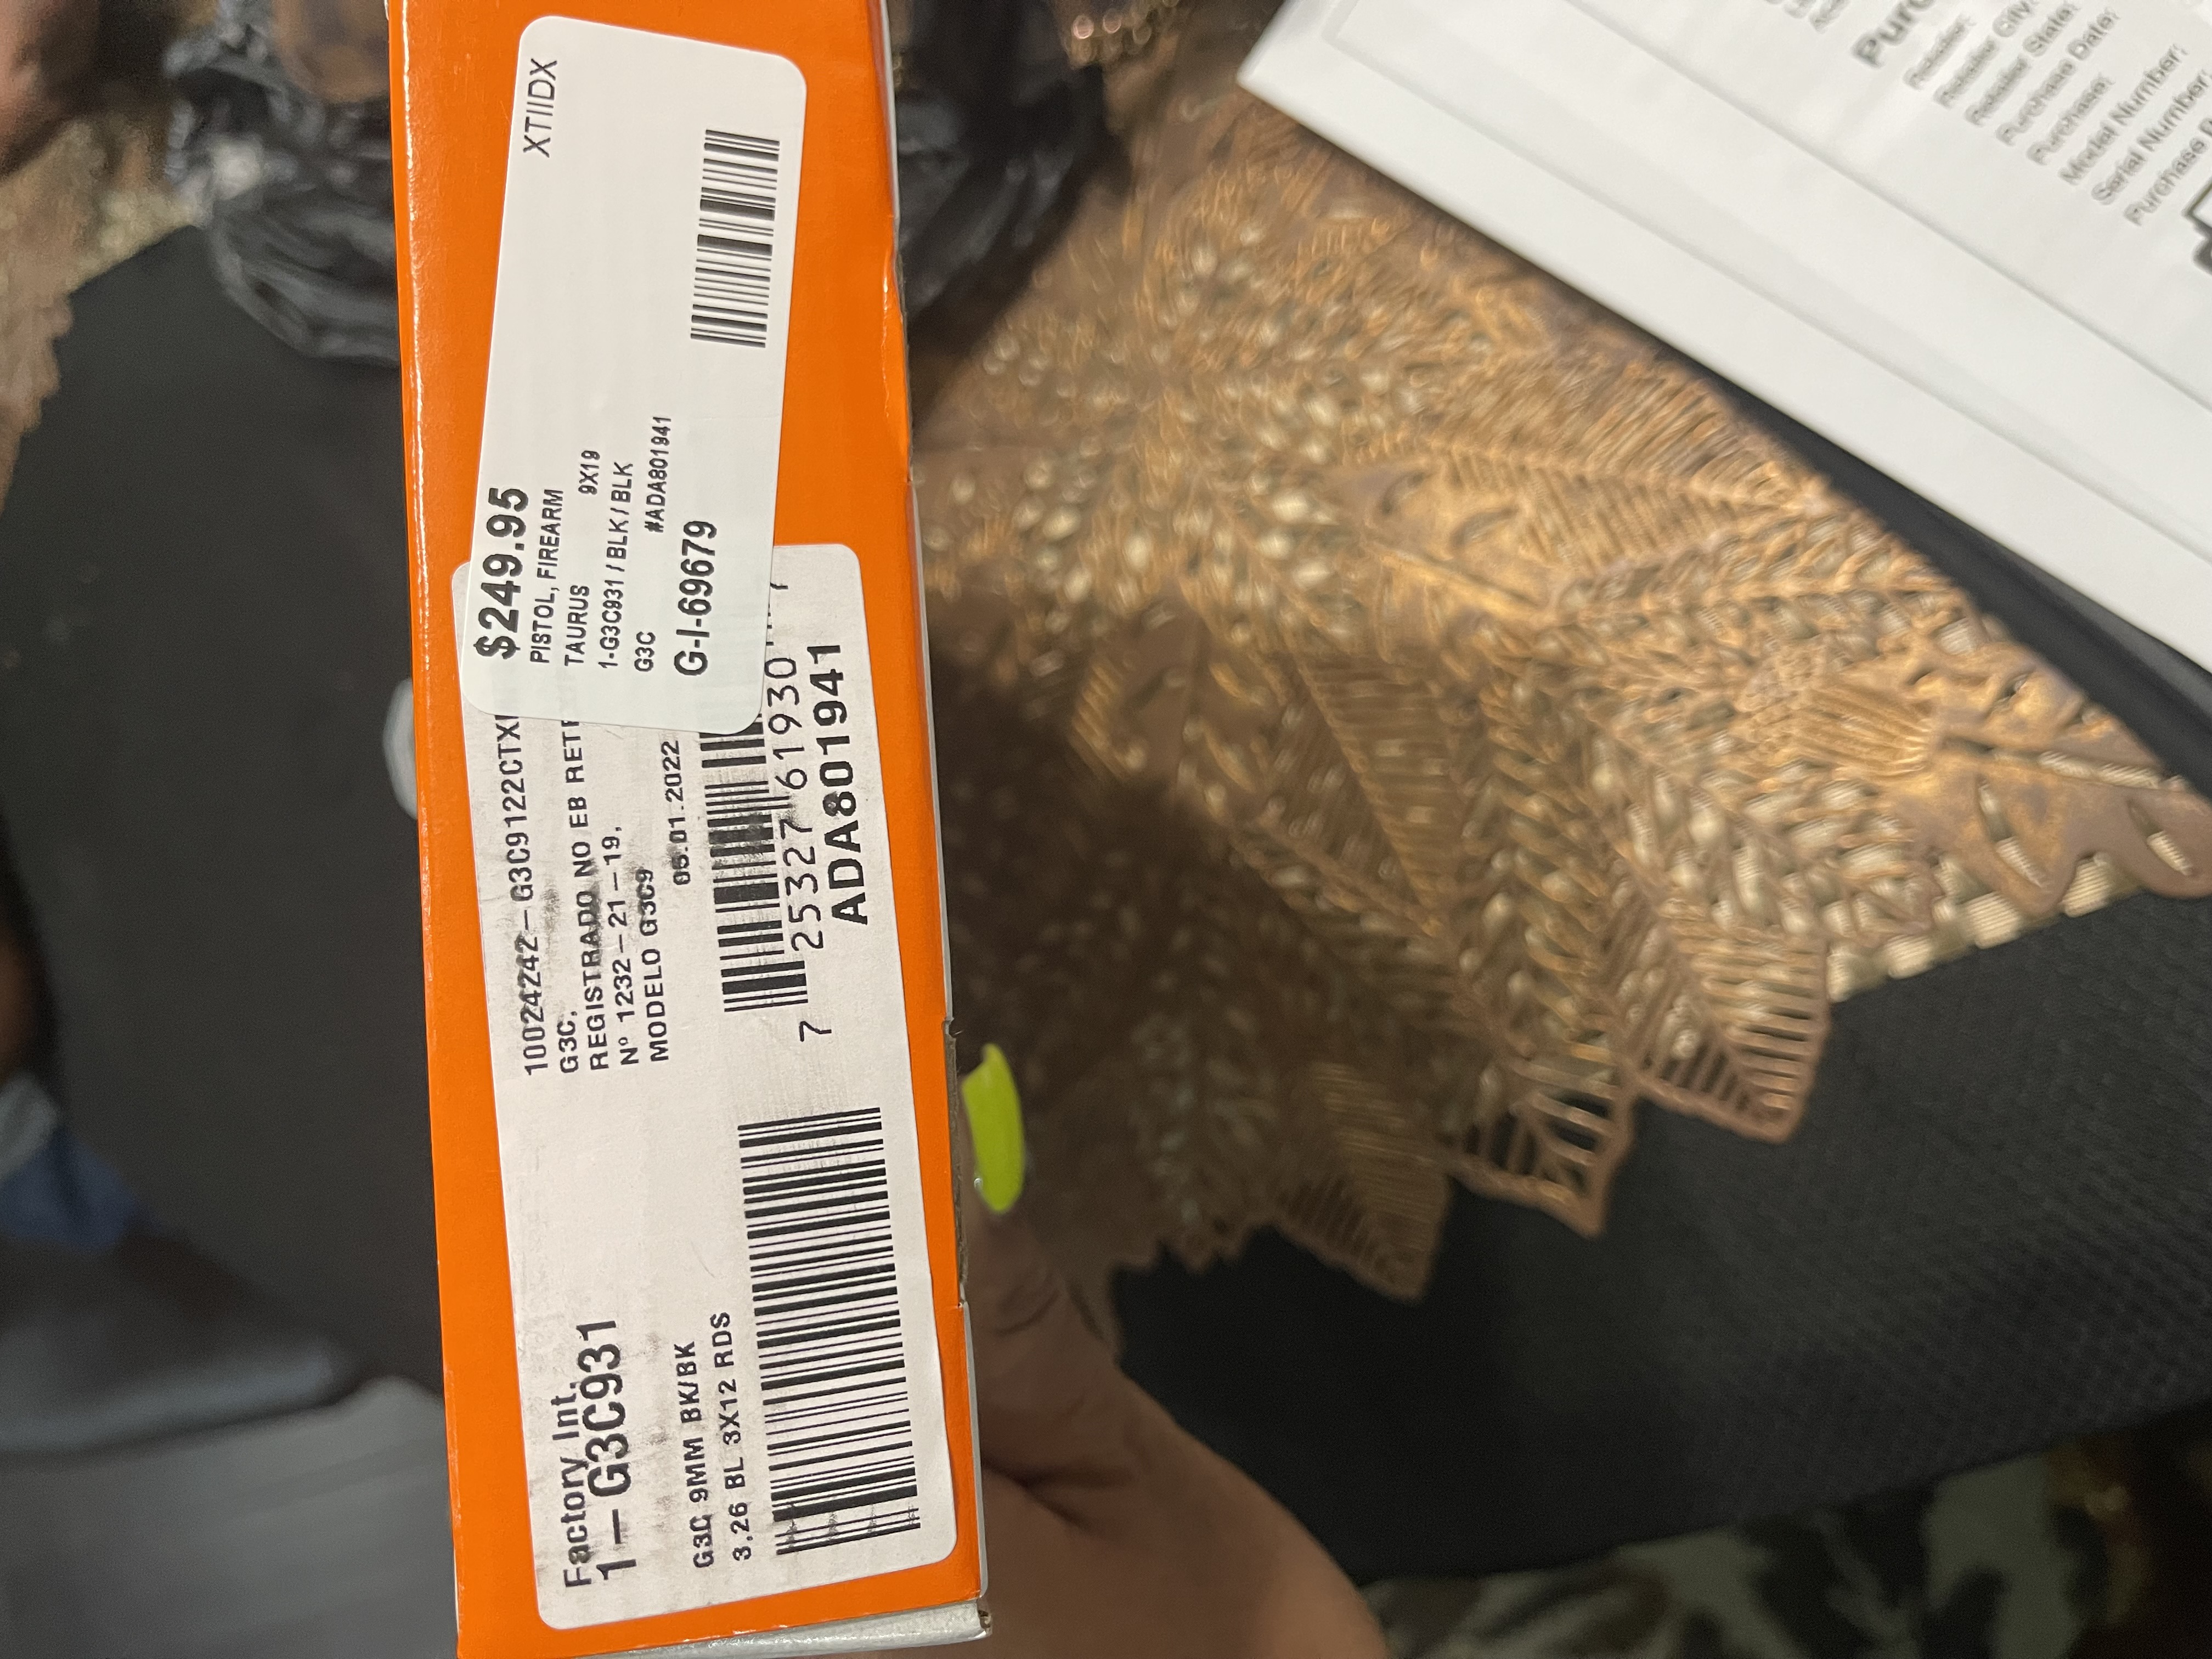 XTIIDX
$249.95
PISTOL, FIREARM
TAURUS 9X19
1-G3C931 / BLK / BLK
G3C #ADA801941
G-I-69679
Factory Int.
1-G3C931
G3C 9MM BK/BK
3,26 BL 3X12 RDS
10024242-G3C9122CTX
G3C,
REGISTRADO NO EB RET
Nº 1232-21-19,
MODELO G3C9
.01.2022
7 25327 61930
ADA801941
Retailer:
Retailer City:
Retailer State:
Purchase Date:
Purchase:
Model Number:
Serial Number:
Purchase